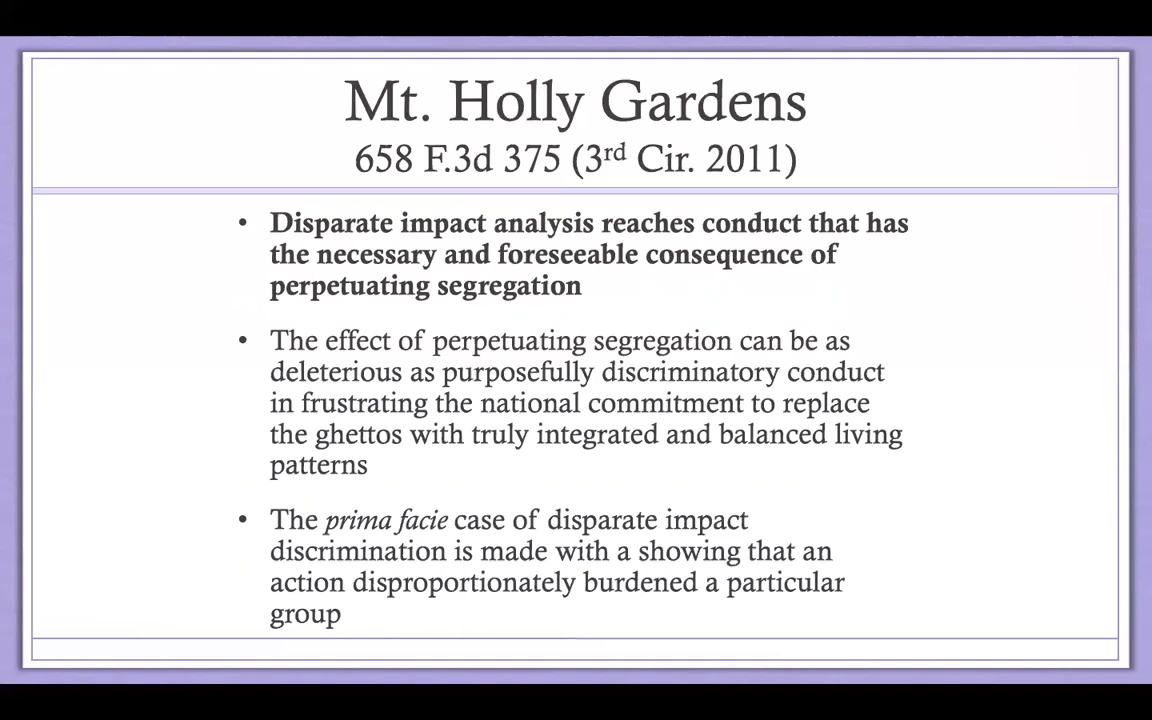 Mt. Holly Gardens
658 F.3d 375 (3rd Cir. 2011)
• Disparate impact analysis reaches conduct that has
the necessary and foreseeable consequence of
perpetuating segregation
• The effect of perpetuating segregation can be as
deleterious as purposefully discriminatory conduct
in frustrating the national commitment to replace
the ghettos with truly integrated and balanced living
patterns
• The prima facie case of disparate impact
discrimination is made with a showing that an
action disproportionately burdened a particular
group